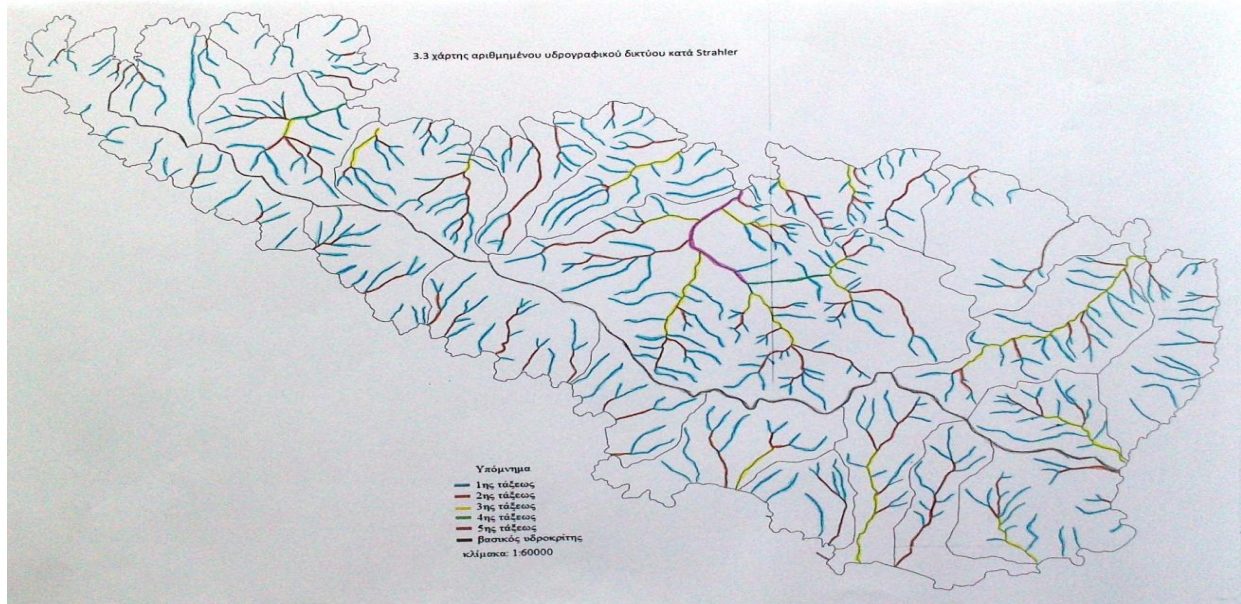 3.3 χάρτης αριθμημένου υδρογραφικού δικτύου κατά Strahler
Υπόμνημα
1ης τάξεως
2ης τάξεως
3ης τάξεως
4ης τάξεως
5ης τάξεως
βασικός υδροκρίτης
κλίμακα: 1:60000